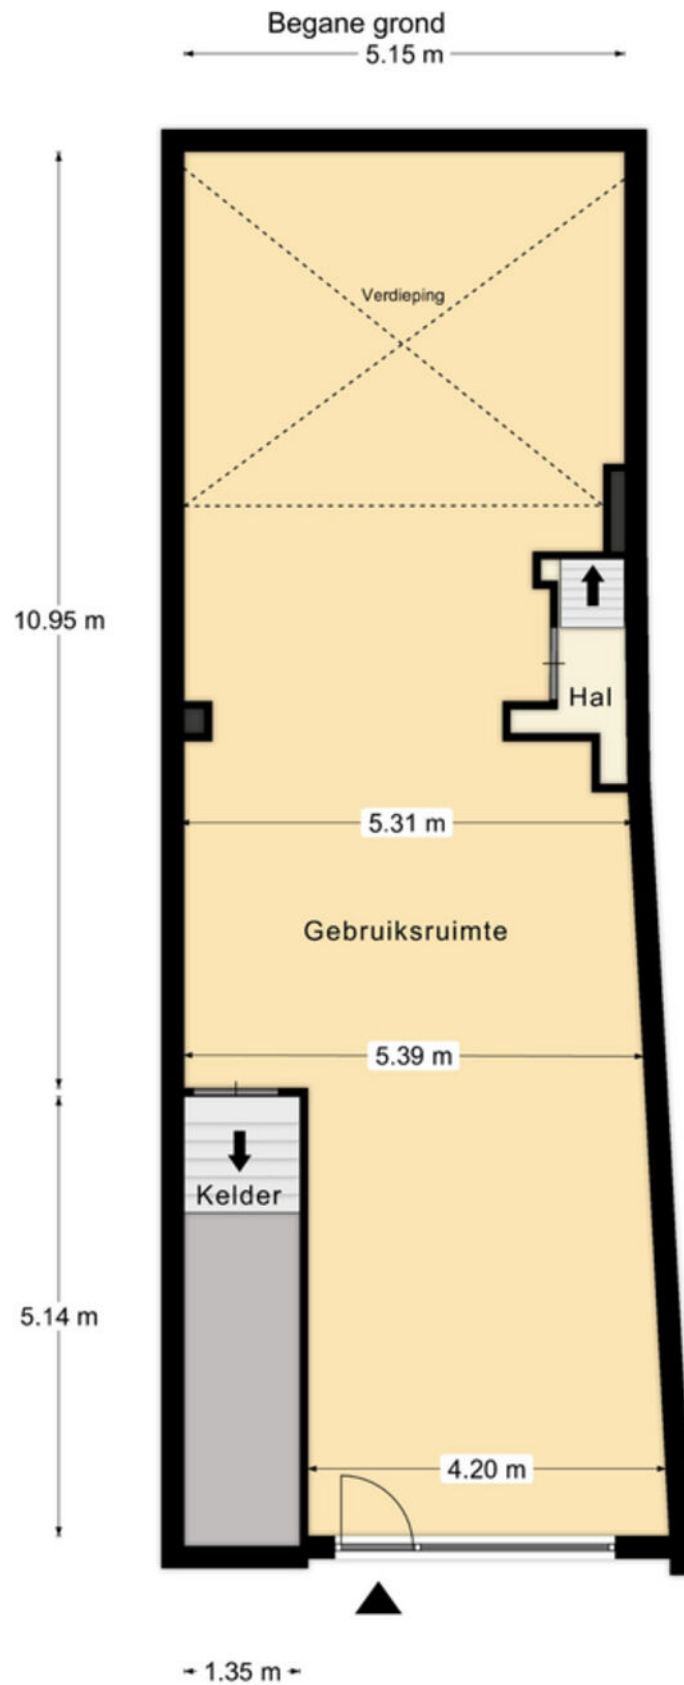 Begane grond
5.15 m
Verdieping
10.95 m
Hal
5.31 m
Gebruiksruimte
5.39 m
Kelder
5.14 m
4.20 m
1.35 m